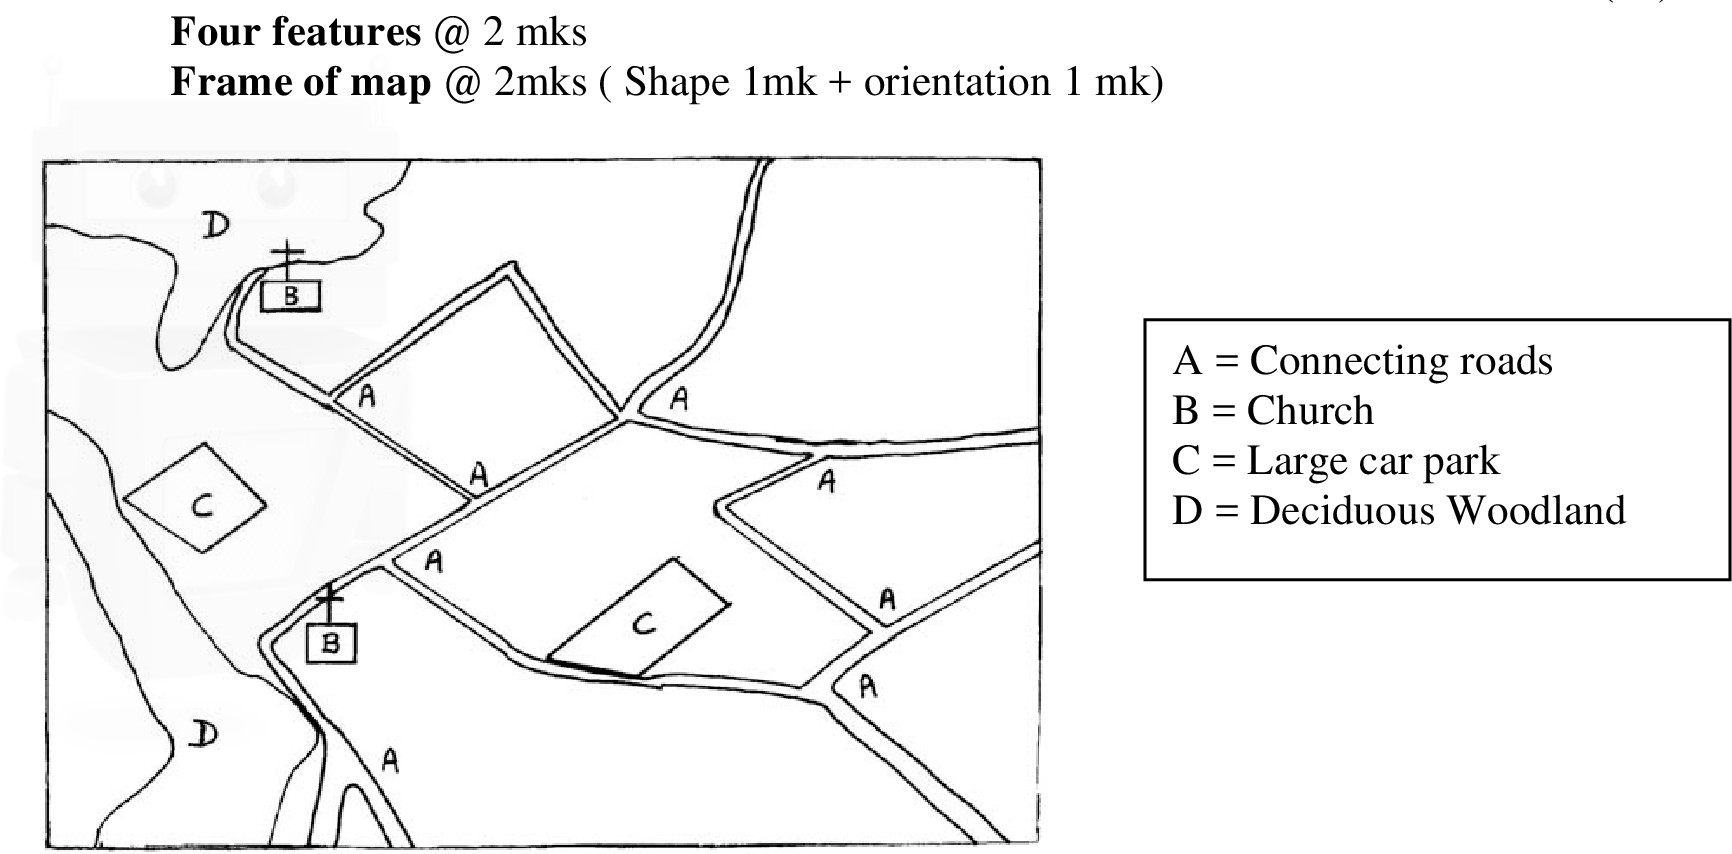 Four features @ 2 mks
Frame of map @ 2mks ( Shape 1mk + orientation 1 mk)
D
B
A
A
A
A
C
A
C
A
B
A
D
A
A = Connecting roads
B = Church
C = Large car park
D = Deciduous Woodland